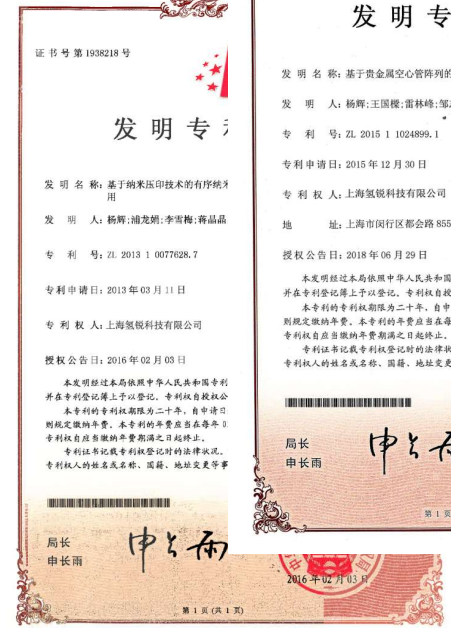 证书号第1938218号
发明专
发 明 名 称：基于纳米压印技术的有序纳米
用
发 明 人：杨辉;浦龙娟;李雪梅;蒋晶晶
专 利 号：ZL 2013 1 0077628.7
专利申请日：2013年03月11日
专 利 权 人：上海氢锐科技有限公司
授权公告日：2016年02月03日
本发明经过本局依照中华人民共和国专利
并在专利登记簿上予以登记。专利权自授权公
本专利的专利权期限为二十年，自申请日
则规定缴纳年费。本专利的年费应当在每年 0
专利权自应当缴纳年费期满之日起终止。
专利证书记载专利权登记时的法律状况。
专利权人的姓名或名称、国籍、地址变更等事
局长
申长雨
2016年02月03日
第 1 页 (共 1 页)
发明专
发 明 名 称：基于贵金属空心管阵列的
发 明 人：杨辉;王国樑;雷林峰;邹
专 利 号：ZL 2015 1 1024899.1
专利申请日：2015年12月30日
专 利 权 人：上海氢锐科技有限公司
地 址：上海市闵行区都会路855
授权公告日：2018年06月29日
本发明经过本局依照中华人民共和国
并在专利登记簿上予以登记。专利权自授
本专利的专利权期限为二十年，自申
则规定缴纳年费。本专利的年费应当在每
专利权自应当缴纳年费期满之日起终止。
专利证书记载专利权登记时的法律状
专利权人的姓名或名称、国籍、地址变更
局长
申长雨
第 1 页